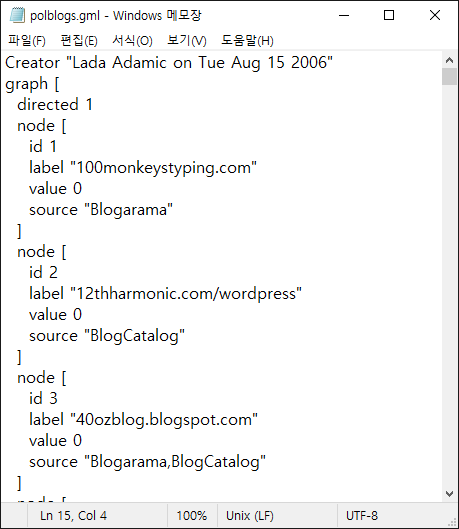 polblogs.gml - Windows 메모장
파일(F) 편집(E) 서식(O) 보기(V) 도움말(H)
Creator "Lada Adamic on Tue Aug 15 2006"
graph [
directed 1
node [
id 1
label "100monkeystyping.com"
value 0
source "Blogarama"
]
node [
id 2
label "12thharmonic.com/wordpress"
value 0
source "BlogCatalog"
]
node [
id 3
label "40ozblog.blogspot.com"
value 0
source "Blogarama,BlogCatalog"
]
node [
Ln 15, Col 4 100% Unix (LF) UTF-8